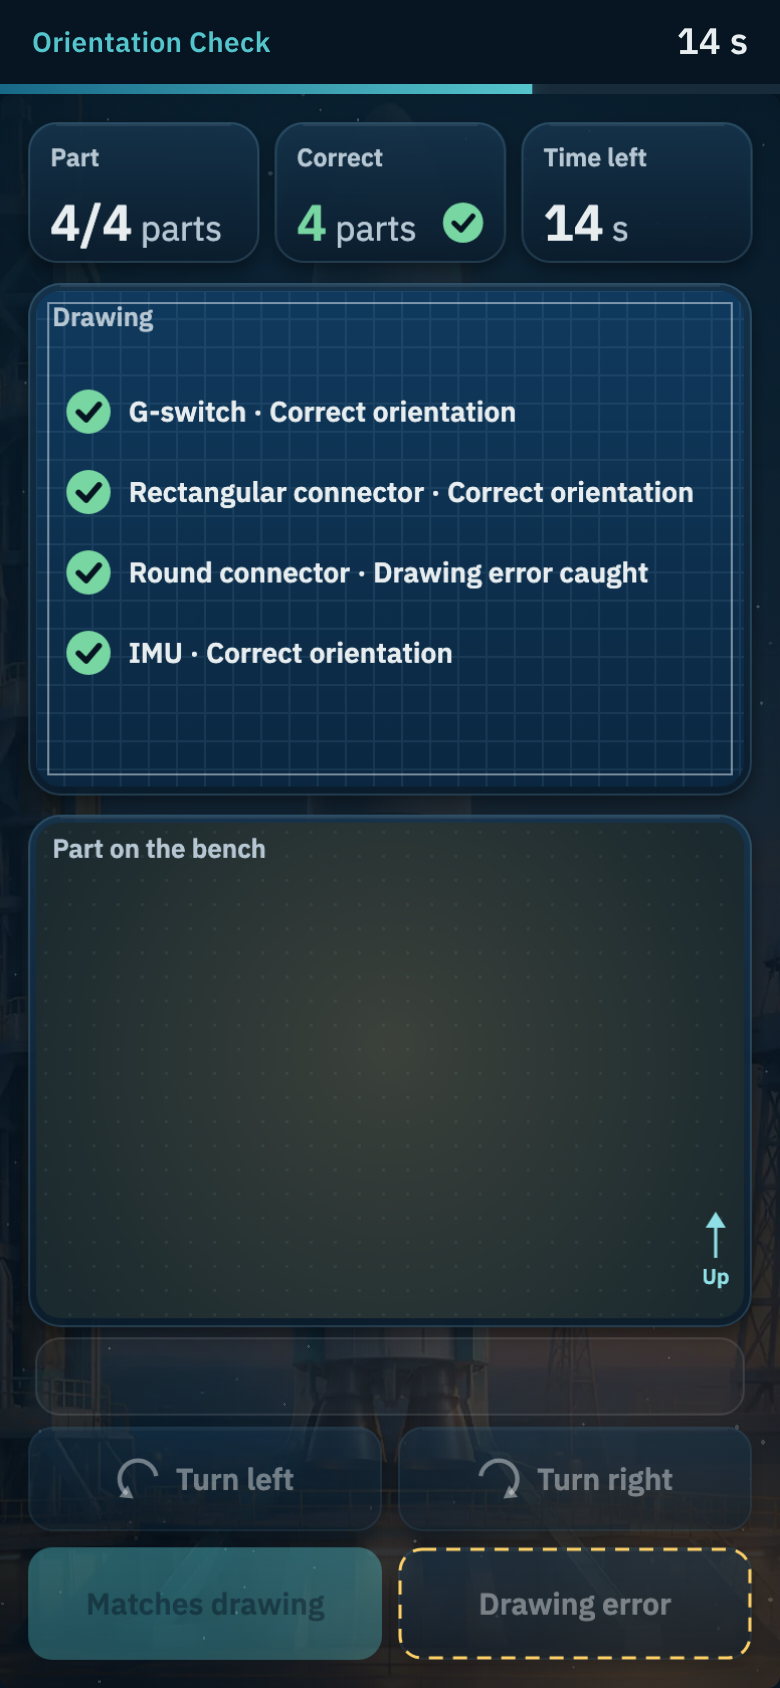 Orientation Check
14 s
Part
4/4 parts
Correct
4 parts
Time left
14 s
Drawing
G-switch · Correct orientation
Rectangular connector · Correct orientation
Round connector · Drawing error caught
IMU · Correct orientation
Part on the bench
Up
Turn left
Turn right
Matches drawing
Drawing error